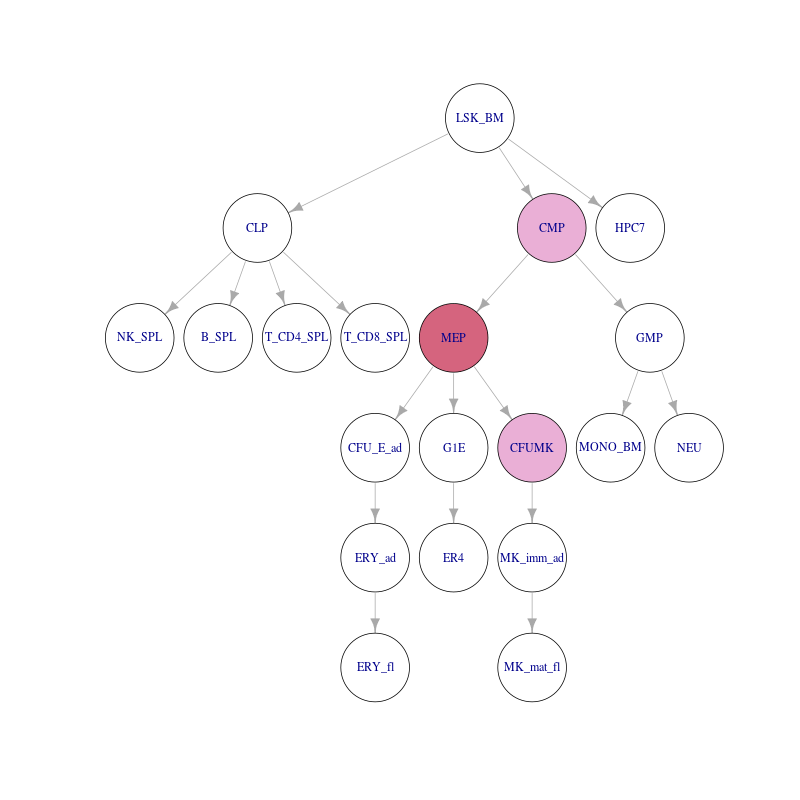 LSK_BM
CLP
CMP
HPC7
NK_SPL
B_SPL
T_CD4_SPL
T_CD8_SPL
MEP
GMP
CFU_E_ad
G1E
CFUMK
MONO_BM
NEU
ERY_ad
ER4
MK_imm_ad
ERY_fl
MK_mat_fl